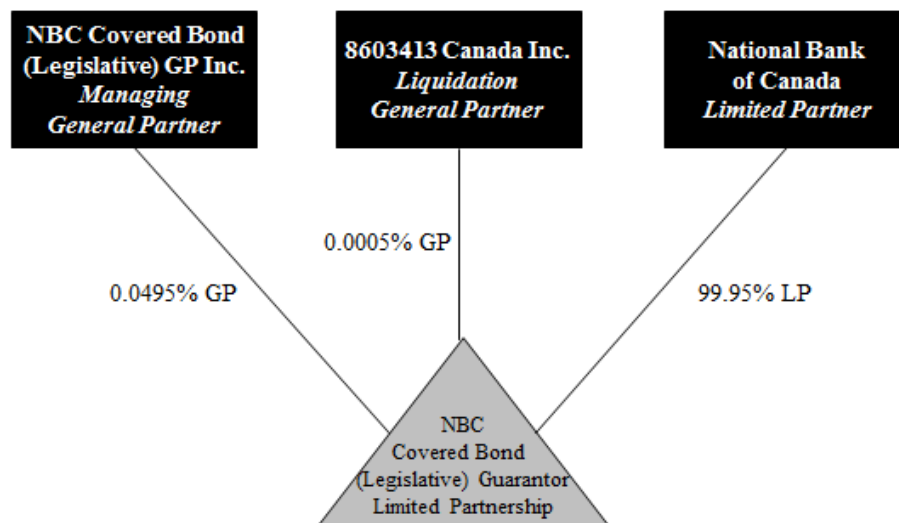 NBC Covered Bond
(Legislative) GP Inc.
Managing
General Partner
8603413 Canada Inc.
Liquidation
General Partner
National Bank
of Canada
Limited Partner
0.0495% GP
0.0005% GP
99.95% LP
NBC
Covered Bond
(Legislative) Guarantor
Limited Partnership